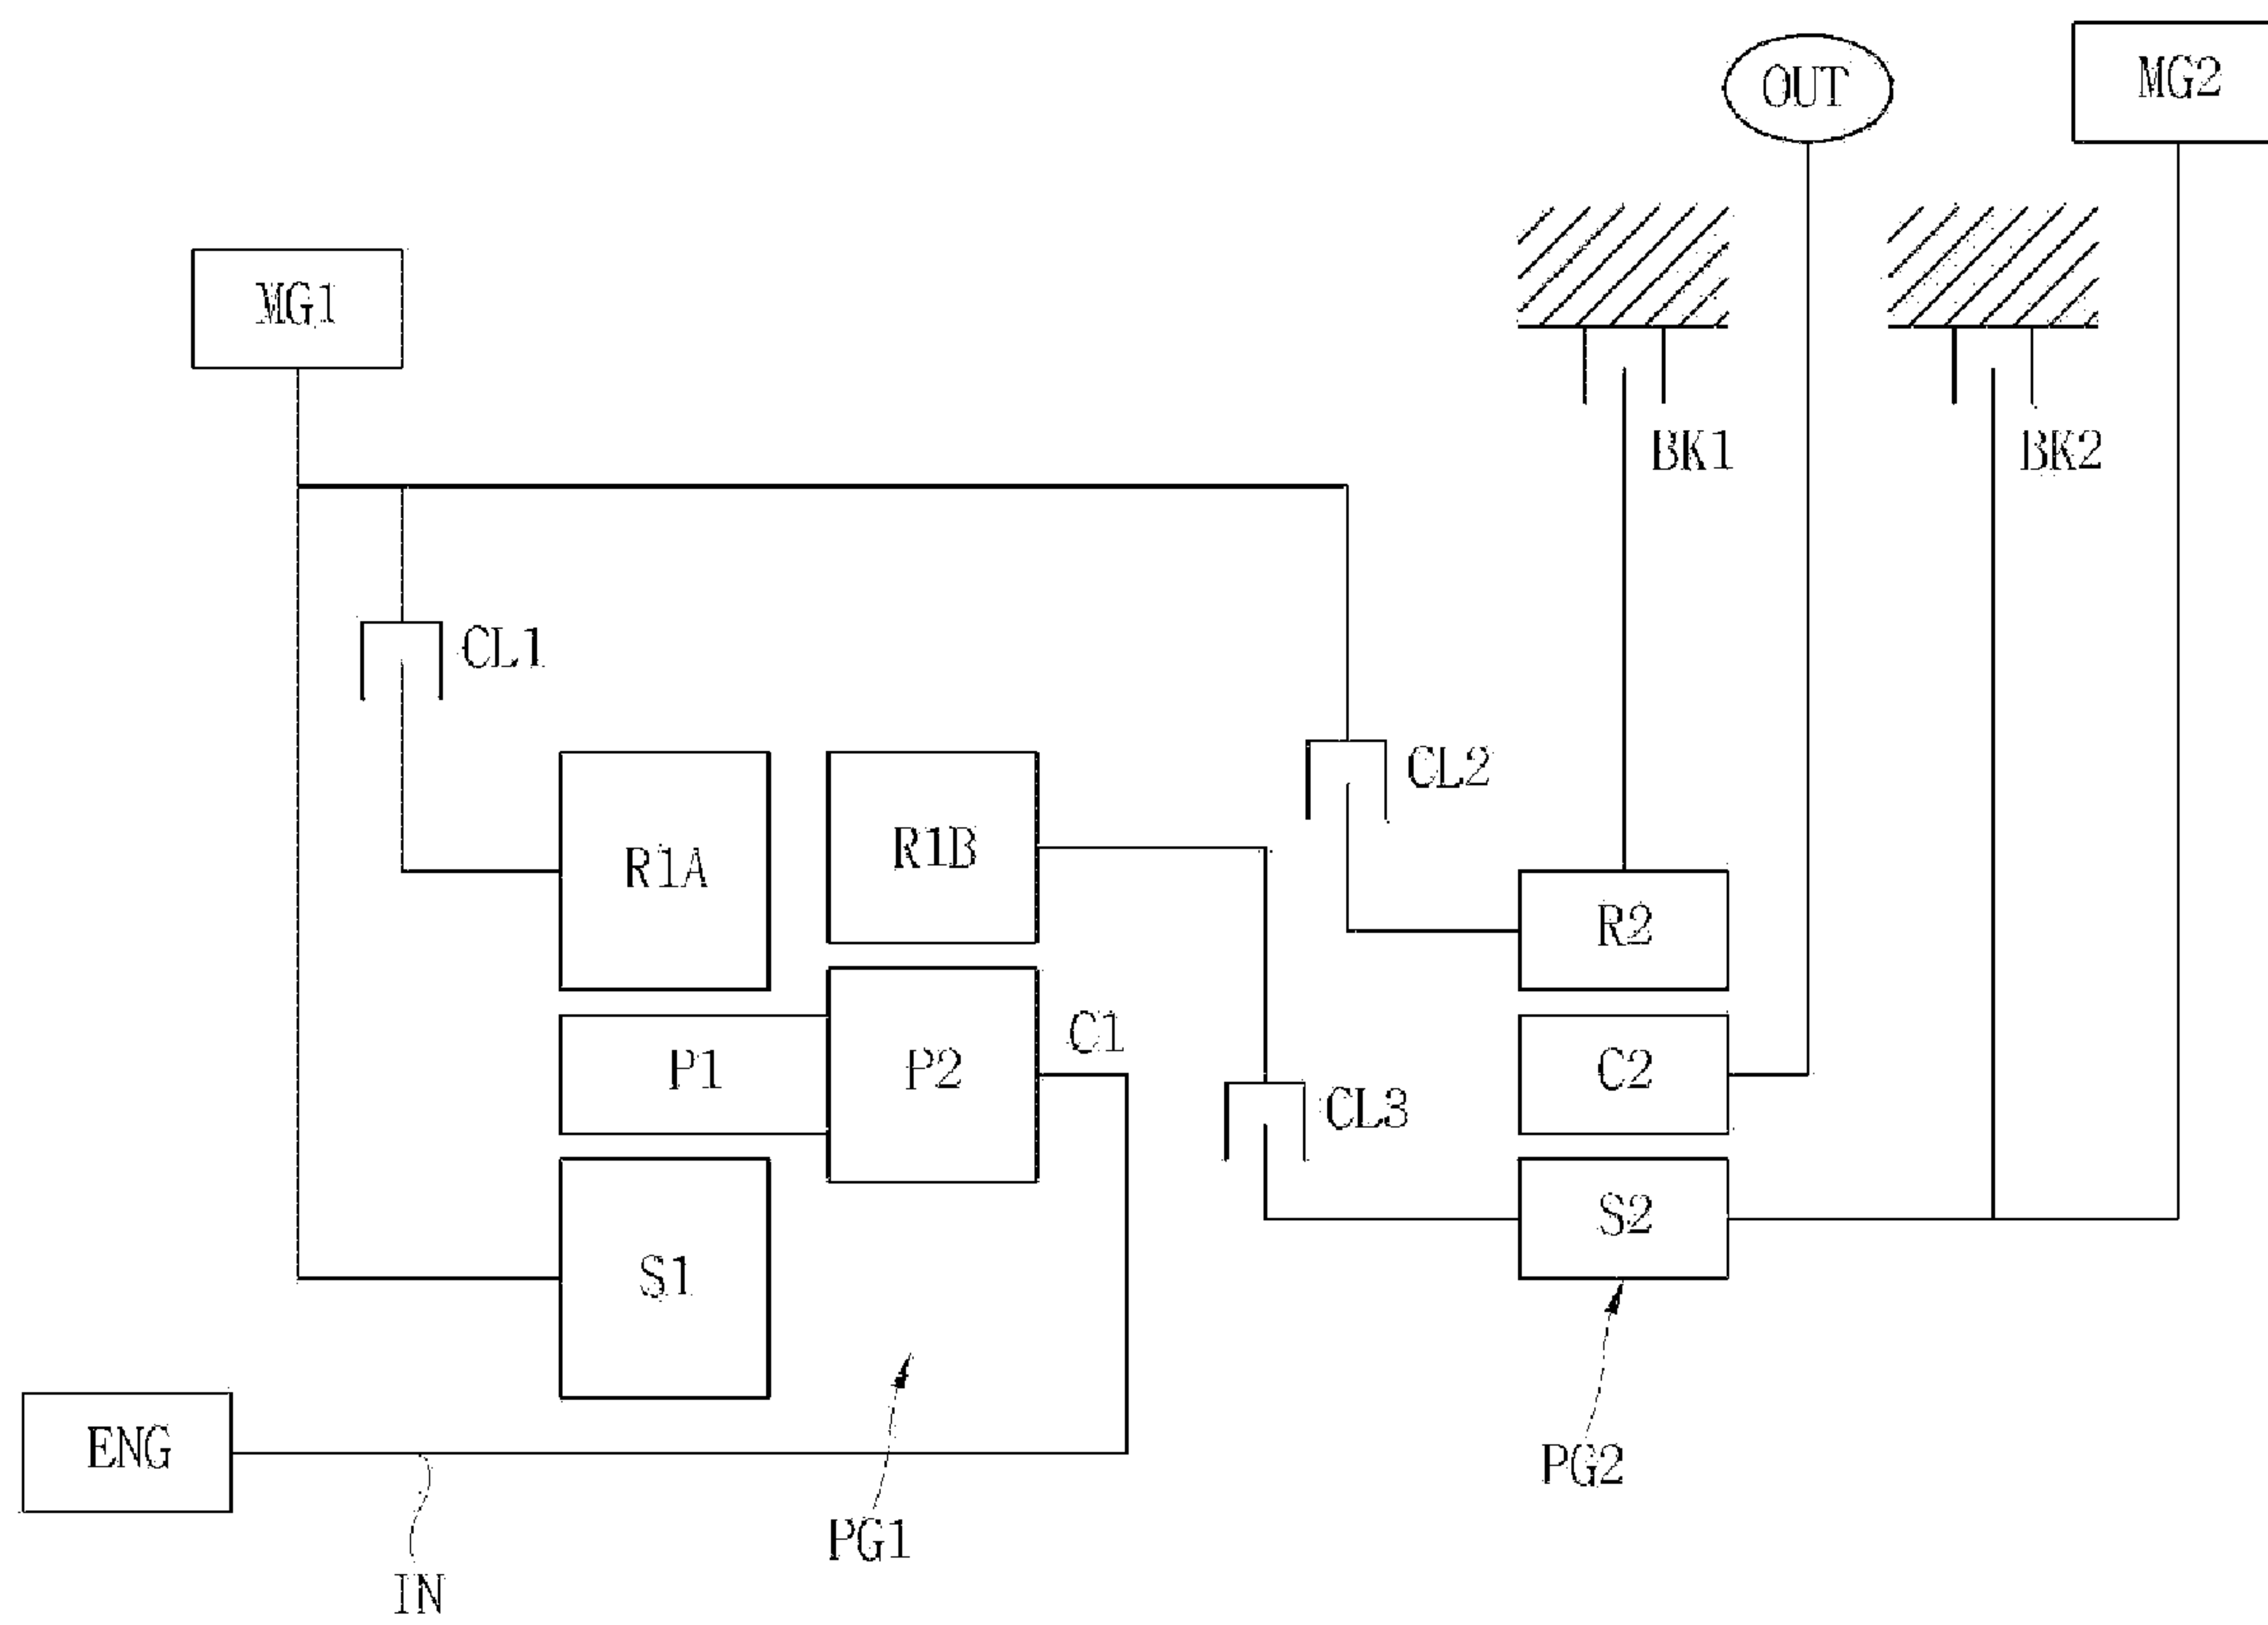 OUT
MG2
MG1
BK1
BK2
CL1
CL2
R1A
R1B
R2
C1
P1
P2
C2
CL3
S1
S2
ENG
PG2
PG1
IN